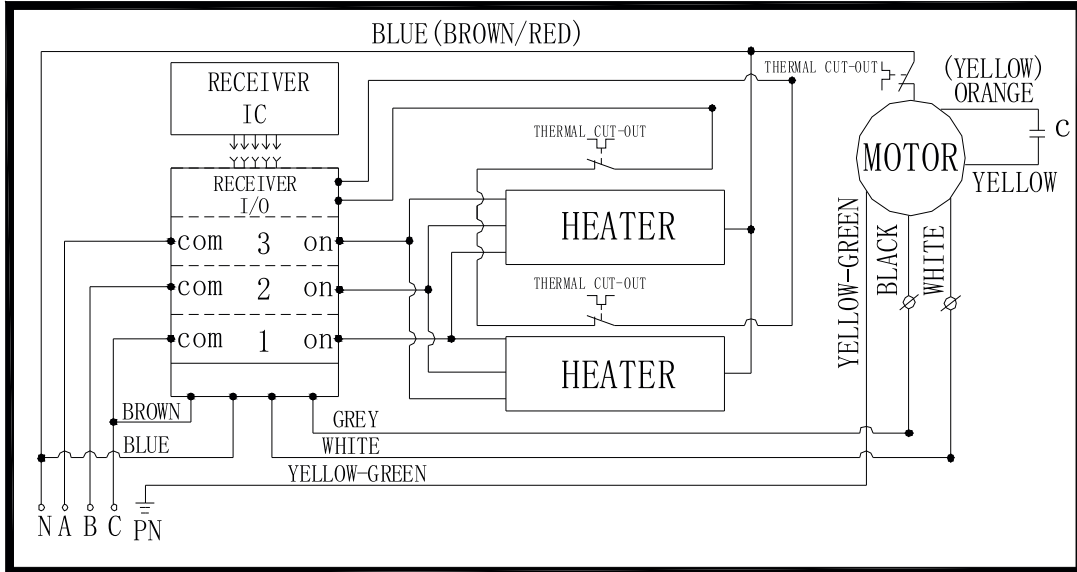 BLUE(BROWN/RED)
THERMAL CUT-OUT
(YELLOW)
ORANGE
RECEIVER
IC
C
THERMAL CUT-OUT
MOTOR
YELLOW
RECEIVER
I/O
HEATER
com 3 on
com 2 on
THERMAL CUT-OUT
com 1 on
HEATER
YELLOW-GREEN
BLACK
WHITE
BROWN
GREY
BLUE
WHITE
YELLOW-GREEN
N A B C PN